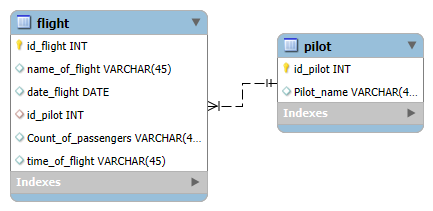 flight
id_flight INT
name_of_flight VARCHAR(45)
date_flight DATE
id_pilot INT
Count_of_passengers VARCHAR(4...
time_of_flight VARCHAR(45)
Indexes
pilot
id_pilot INT
Pilot_name VARCHAR(4...
Indexes